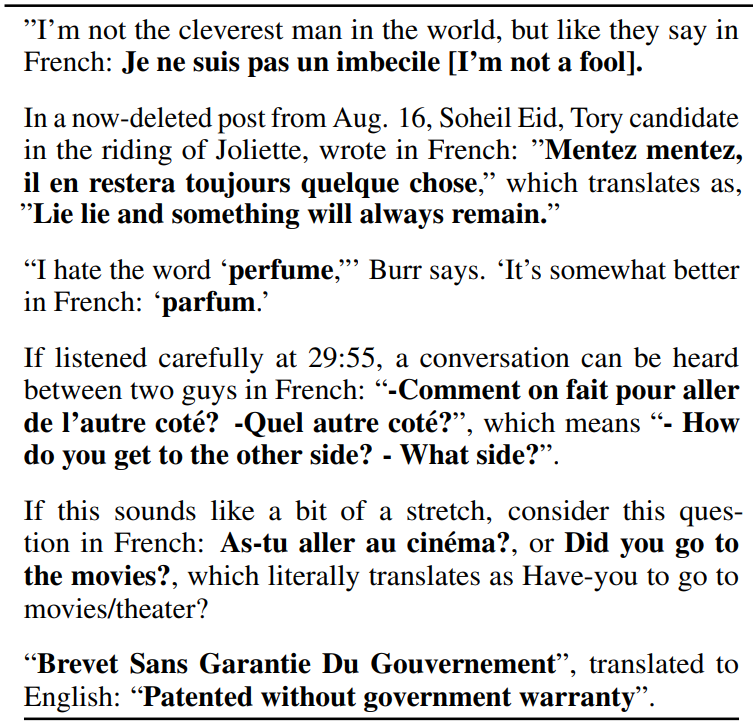 ”I’m not the cleverest man in the world, but like they say in
French: Je ne suis pas un imbecile [I’m not a fool].
In a now-deleted post from Aug. 16, Soheil Eid, Tory candidate
in the riding of Joliette, wrote in French: ”Mentez mentez,
il en restera toujours quelque chose,” which translates as,
”Lie lie and something will always remain.”
“I hate the word ‘perfume,”’ Burr says. ‘It’s somewhat better
in French: ‘parfum.’
If listened carefully at 29:55, a conversation can be heard
between two guys in French: “-Comment on fait pour aller
de l’autre coté? -Quel autre coté?”, which means “- How
do you get to the other side? - What side?”.
If this sounds like a bit of a stretch, consider this ques-
tion in French: As-tu aller au cinéma?, or Did you go to
the movies?, which literally translates as Have-you to go to
movies/theater?
“Brevet Sans Garantie Du Gouvernement”, translated to
English: “Patented without government warranty”.